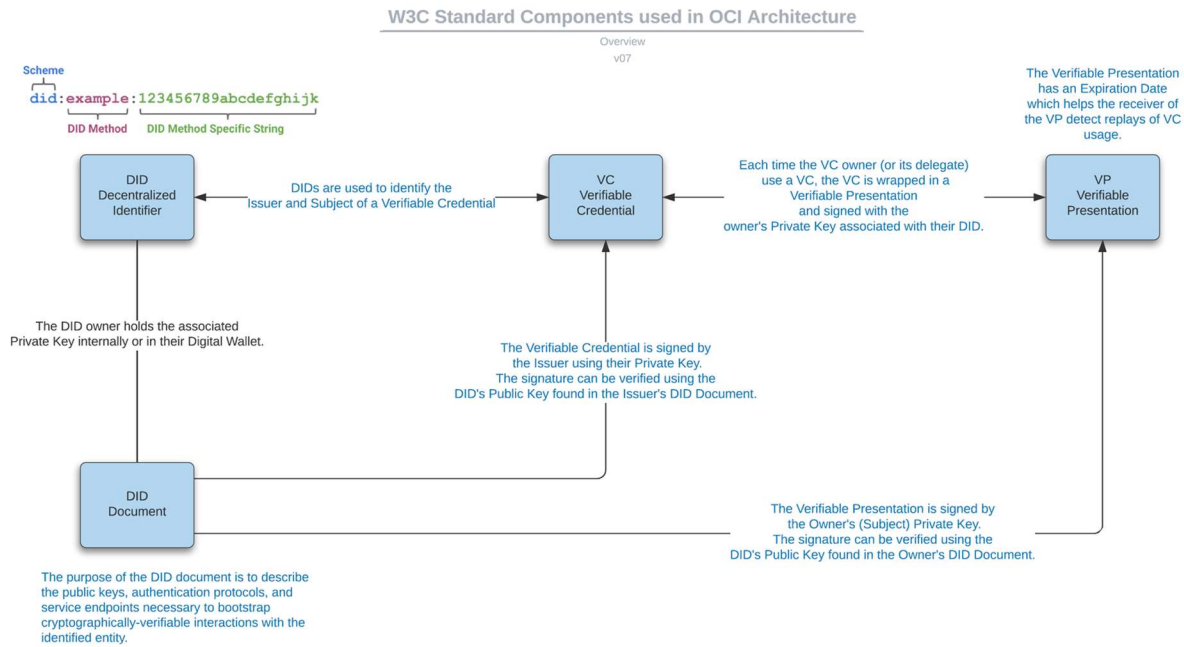 W3C Standard Components used in OCI Architecture
Overview
v07
Scheme
did:example:123456789abcdefghijk
DID Method
DID Method Specific String
The Verifiable Presentation
has an Expiration Date
which helps the receiver of
the VP detect replays of VC
usage.
DID
Decentralized
Identifier
DIDs are used to identify the
Issuer and Subject of a Verifiable Credential
VC
Verifiable
Credential
Each time the VC owner (or its delegate)
use a VC, the VC is wrapped in a
Verifiable Presentation
and signed with the
owner's Private Key associated with their DID.
VP
Verifiable
Presentation
The DID owner holds the associated
Private Key internally or in their Digital Wallet.
The Verifiable Credential is signed by
the Issuer using their Private Key.
The signature can be verified using the
DID's Public Key found in the Issuer's DID Document.
DID
Document
The Verifiable Presentation is signed by
the Owner's (Subject) Private Key.
The signature can be verified using the
DID's Public Key found in the Owner's DID Document.
The purpose of the DID document is to describe
the public keys, authentication protocols, and
service endpoints necessary to bootstrap
cryptographically-verifiable interactions with the
identified entity.